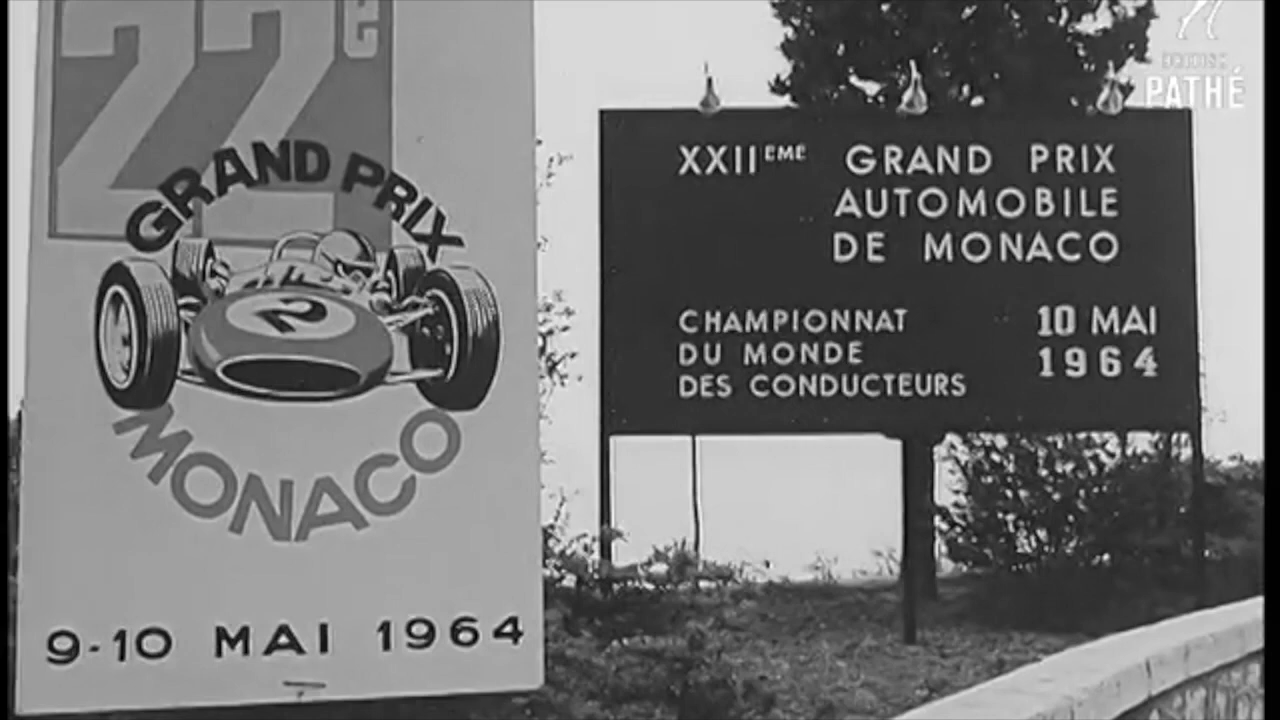 22e
GRAND PRIX
2
MONACO
9-10 MAI 1964
XXIIEME GRAND PRIX
AUTOMOBILE
DE MONACO
CHAMPIONNAT
DU MONDE
DES CONDUCTEURS
10 MAI
1964
BRITISH
PATHÉ